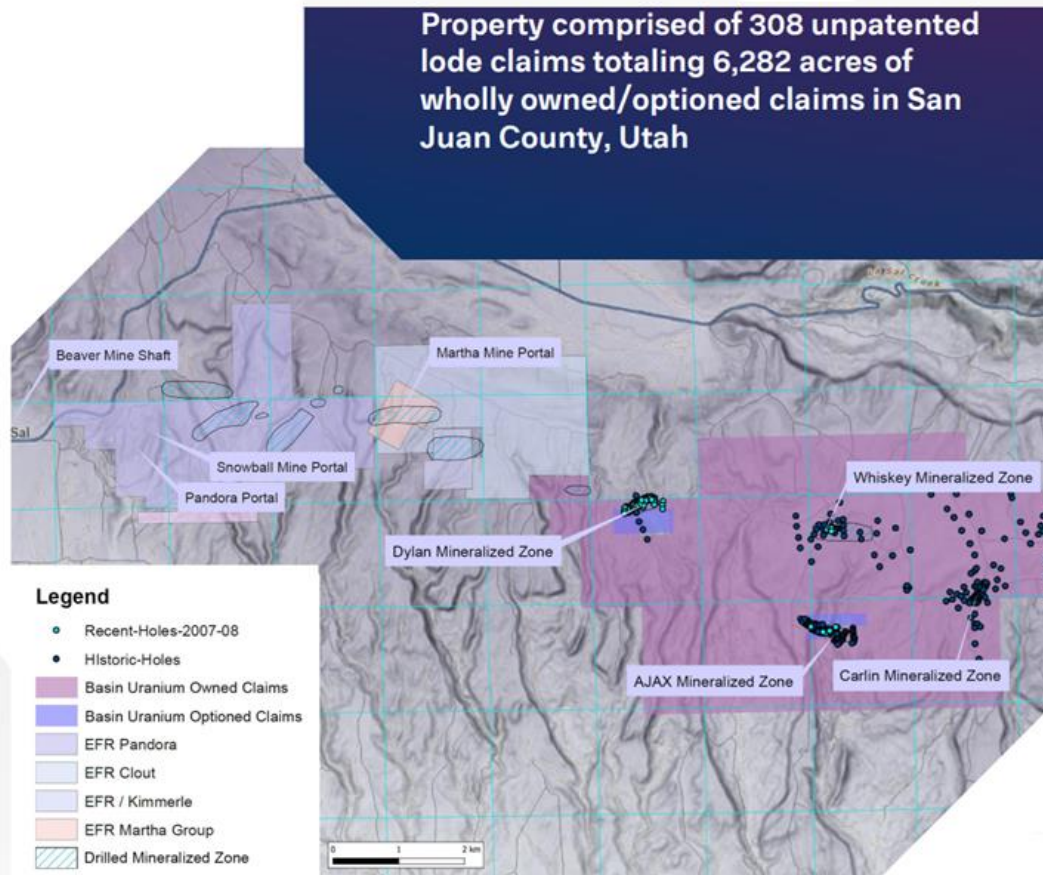 Property comprised of 308 unpatented
lode claims totaling 6,282 acres of
wholly owned/optioned claims in San
Juan County, Utah
Creek
Beaver Mine Shaft
Martha Mine Portal
Sal
Snowball Mine Portal
Pandora Portal
Whiskey Mineralized Zone
Dylan Mineralized Zone
AJAX Mineralized Zone
Carlin Mineralized Zone
Legend
Recent-Holes-2007-08
HIstoric-Holes
Basin Uranium Owned Claims
Basin Uranium Optioned Claims
EFR Pandora
EFR Clout
EFR / Kimmerle
EFR Martha Group
Drilled Mineralized Zone
0 1 2 km